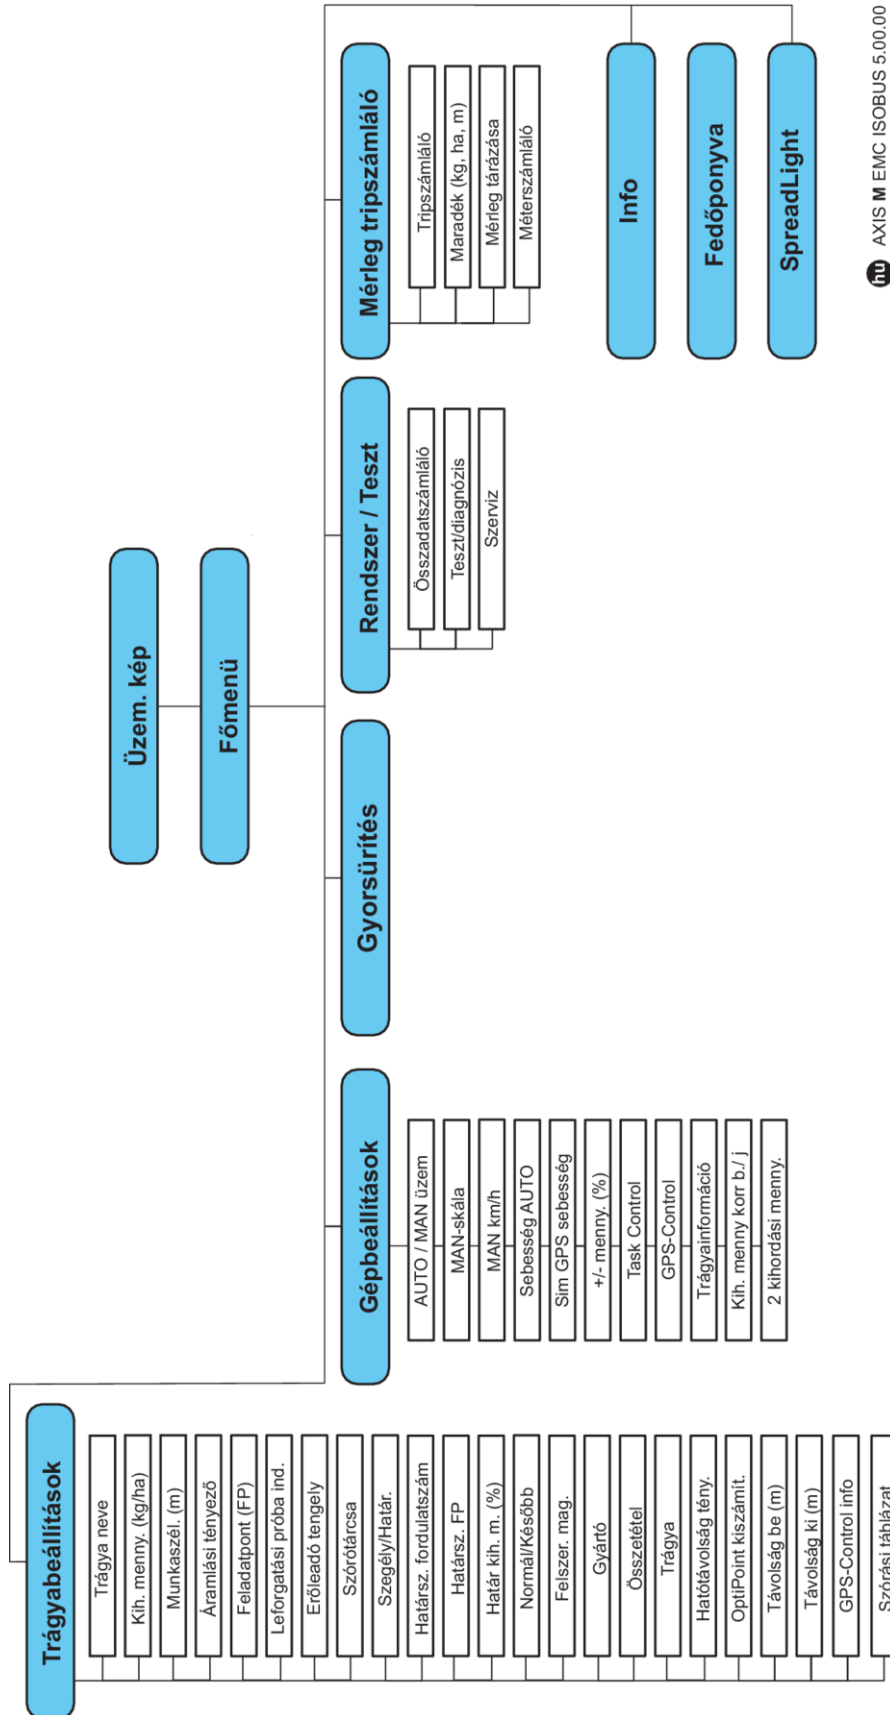 Üzem. kép
Főmenü
Trágyabeállítások
Trágya neve
Kih. menny. (kg/ha)
Munkaszél. (m)
Áramlási tényező
Feladatpont (FP)
Leforgatási próba ind.
Erőleadó tengely
Szórótárcsa
Szegély/Határ.
Határsz. fordulatszám
Határsz. FP
Határ kih. m. (%)
Normál/Később
Felszer. mag.
Gyártó
Összetétel
Trágya
Hatótávolság tény.
OptiPoint kiszámít.
Távolság be (m)
Távolság ki (m)
GPS-Control info
Szórási táblázat
Gépbeállítások
AUTO / MAN üzem
MAN-skála
MAN km/h
Sebesség AUTO
Sim GPS sebesség
+/- menny. (%)
Task Control
GPS-Control
Trágyainformáció
Kih. menny korr b./ j
2 kihordási menny.
Gyorsürítés
Rendszer / Teszt
Összadatszámláló
Teszt/diagnózis
Szerviz
Mérleg tripszámláló
Tripszámláló
Maradék (kg, ha, m)
Mérleg tárázása
Méterszámláló
Info
Fedőponyva
SpreadLight
hu AXIS M EMC ISOBUS 5.00.00